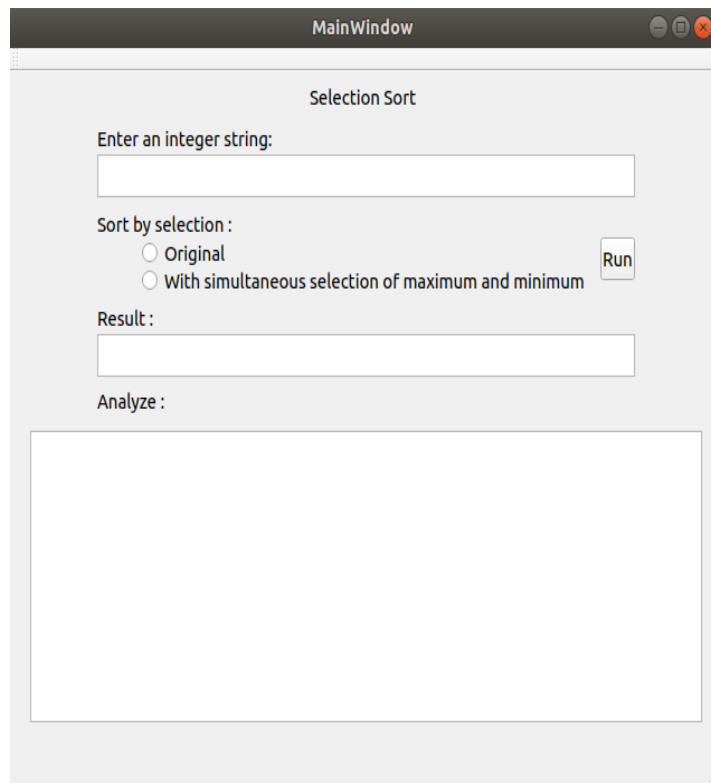 MainWindow
Selection Sort
Enter an integer string:
Sort by selection :
Original
Run
With simultaneous selection of maximum and minimum
Result :
Analyze :